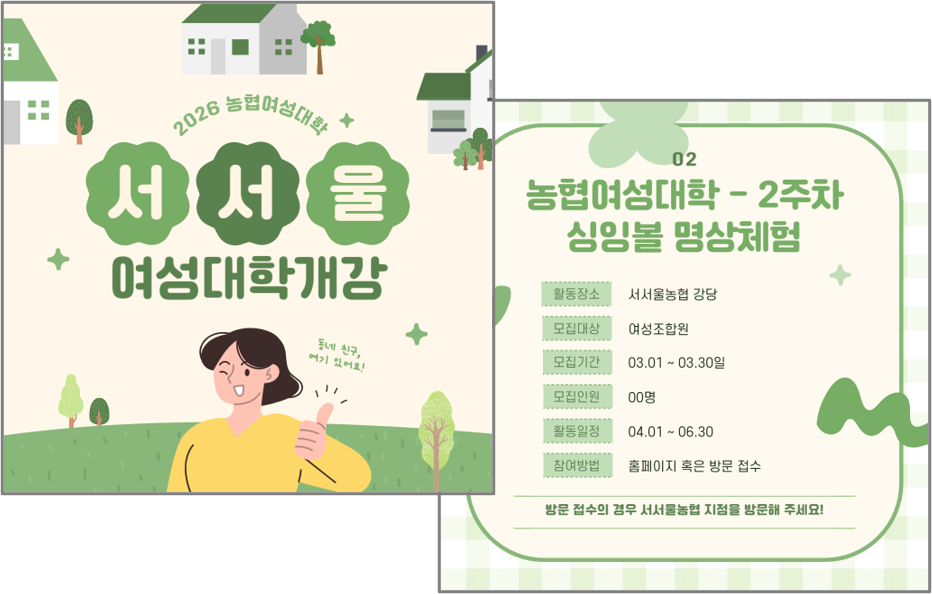 2026 농협여성대학
서서울
여성대학개강
동네 친구,
여기 있어요!
02
농협여성대학 - 2주차
싱잉볼 명상체험
활동장소 서서울농협 강당
모집대상 여성조합원
모집기간 03.01 ~ 03.30일
모집인원 00명
활동일정 04.01 ~ 06.30
참여방법 홈페이지 혹은 방문 접수
방문 접수의 경우 서서울농협 지점을 방문해 주세요!